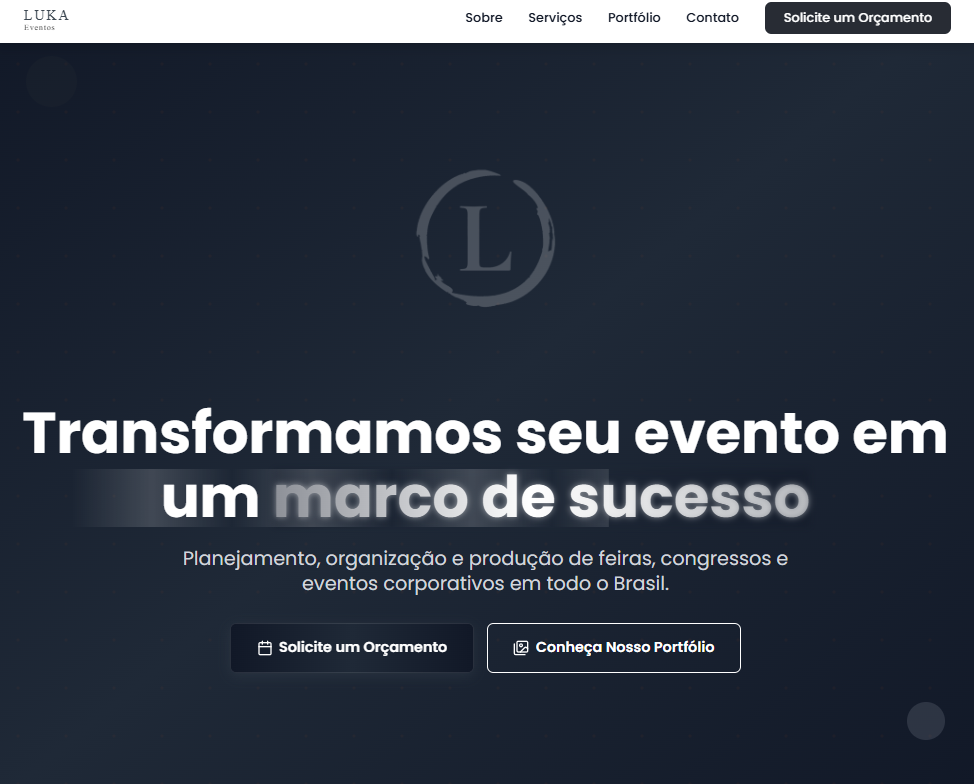 LUKA
Eventos
Sobre Serviços Portfólio Contato Solicite um Orçamento
L
Transformamos seu evento em
um marco de sucesso
Planejamento, organização e produção de feiras, congressos e
eventos corporativos em todo o Brasil.
Solicite um Orçamento Conheça Nosso Portfólio